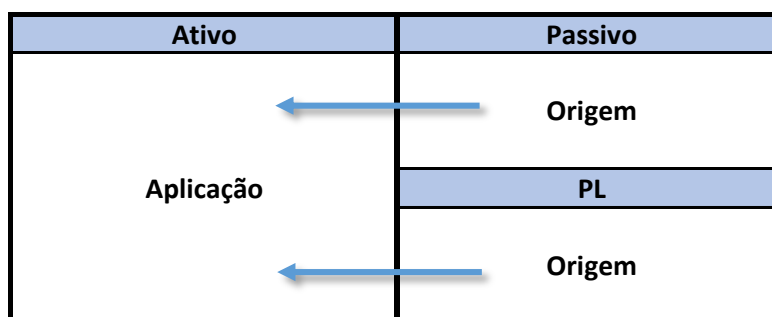 Ativo
Passivo
Origem
Aplicação
PL
Origem